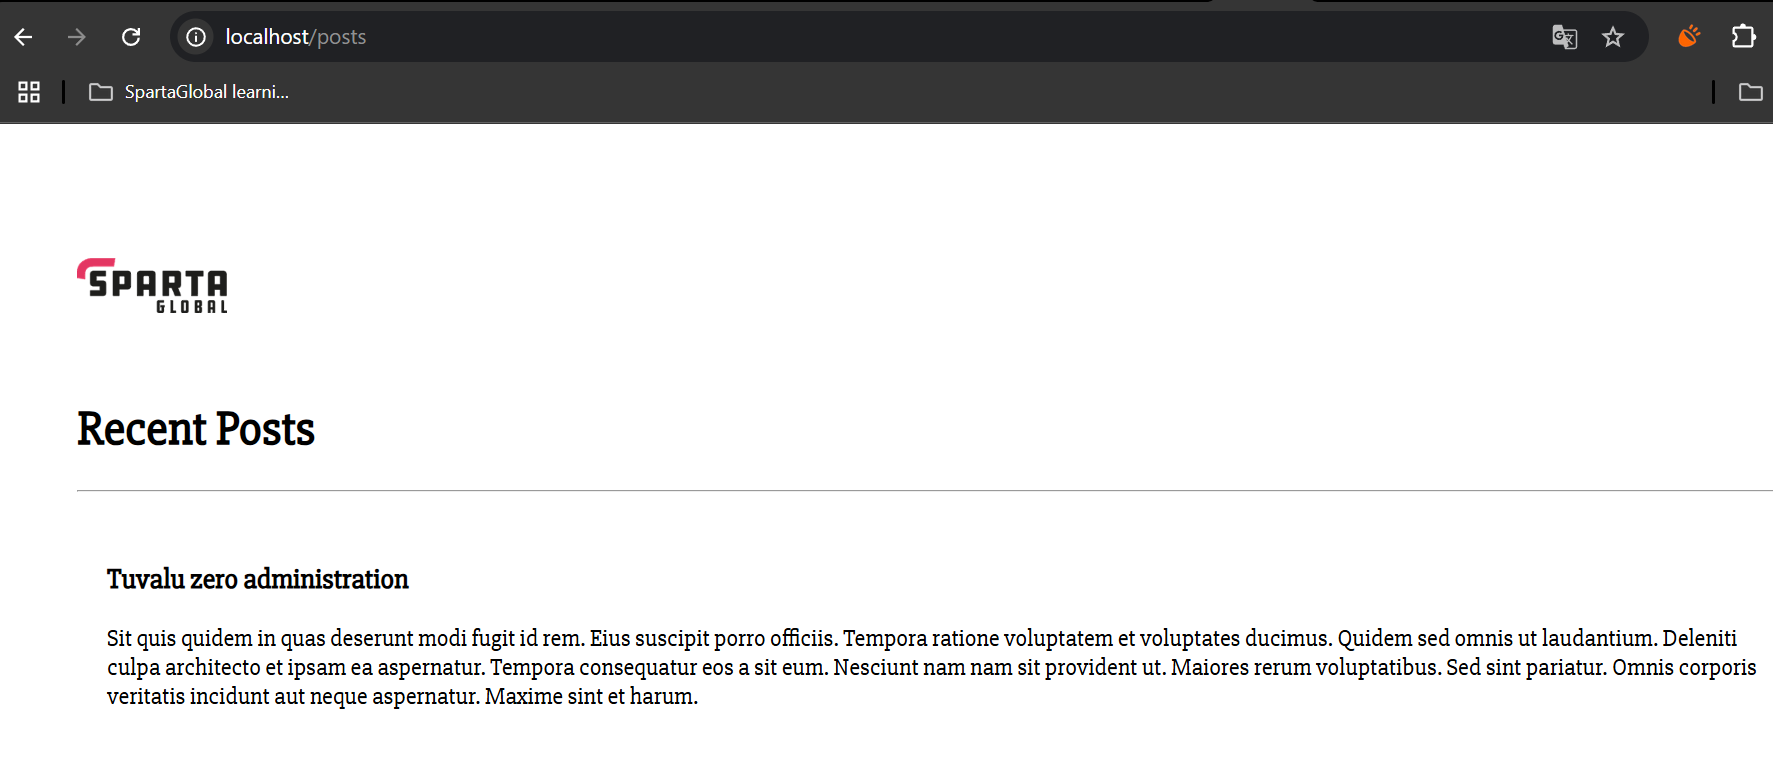 localhost/posts
SpartaGlobal learni...
SPARTA
GLOBAL
Recent Posts
Tuvalu zero administration
Sit quis quidem in quas deserunt modi fugit id rem. Eius suscipit porro officiis. Tempora ratione voluptatem et voluptates ducimus. Quidem sed omnis ut laudantium. Deleniti
culpa architecto et ipsam ea aspernatur. Tempora consequatur eos a sit eum. Nesciunt nam nam sit provident ut. Maiores rerum voluptatibus. Sed sint pariatur. Omnis corporis
veritatis incidunt aut neque aspernatur. Maxime sint et harum.